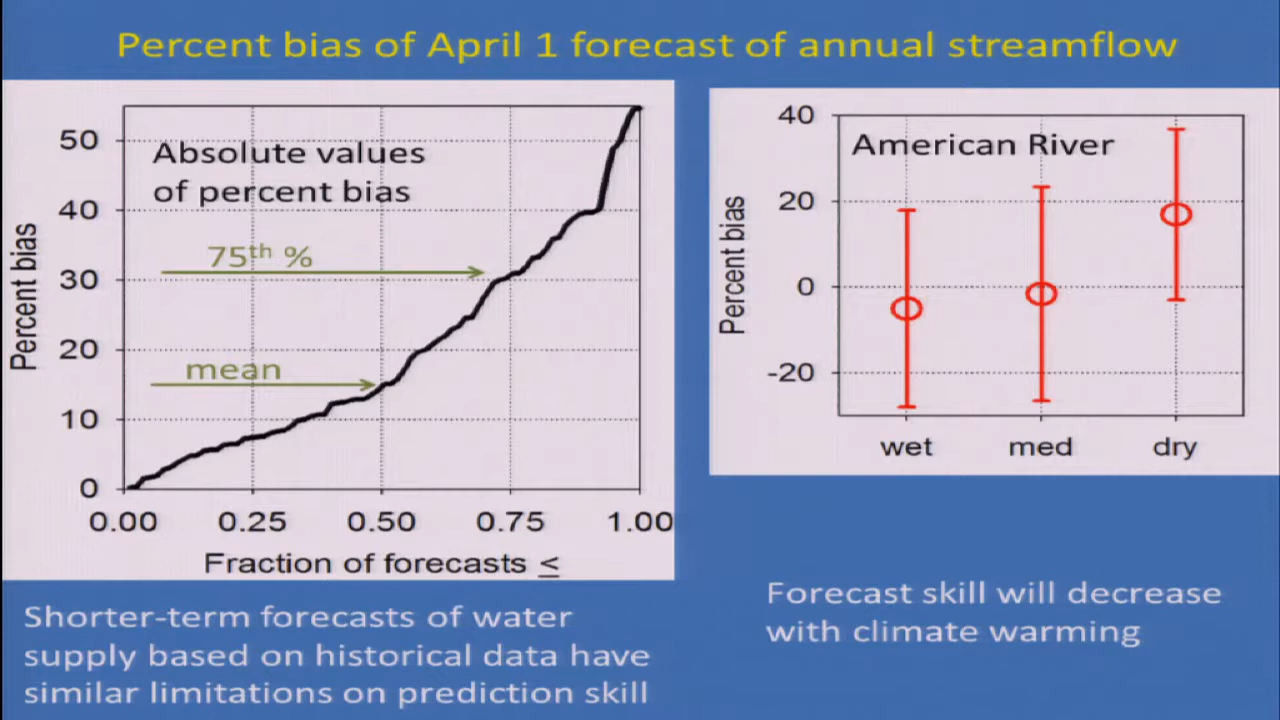 Percent bias of April 1 forecast of annual streamflow
Percent bias
50
40
30
20
10
0
Absolute values
of percent bias
75th %
mean
0.00 0.25 0.50 0.75 1.00
Fraction of forecasts ≤
Shorter-term forecasts of water
supply based on historical data have
similar limitations on prediction skill
Percent bias
40
20
0
-20
American River
wet med dry
Forecast skill will decrease
with climate warming